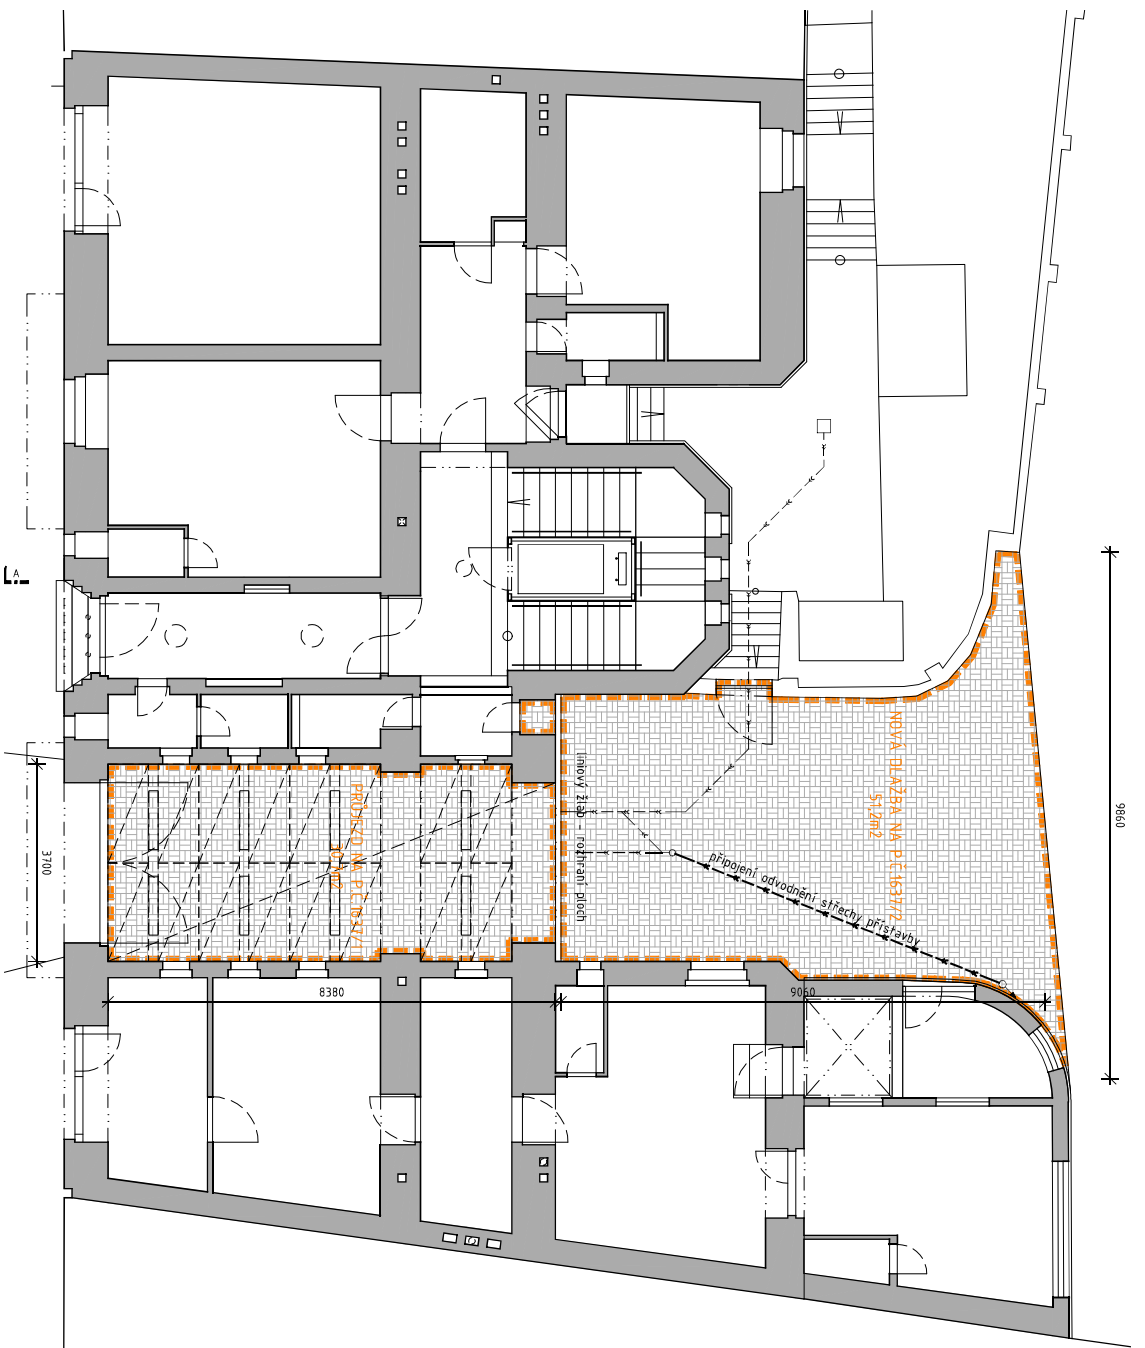 A
NOVÁ DLAŽBA NA P.Č.1637/2
51,2m2
liniový žlab - rozhraní ploch
PRŮJEZD NA P.Č.1637/1
připojení odvodnění střechy přístavby
3700
9860
8380
9060